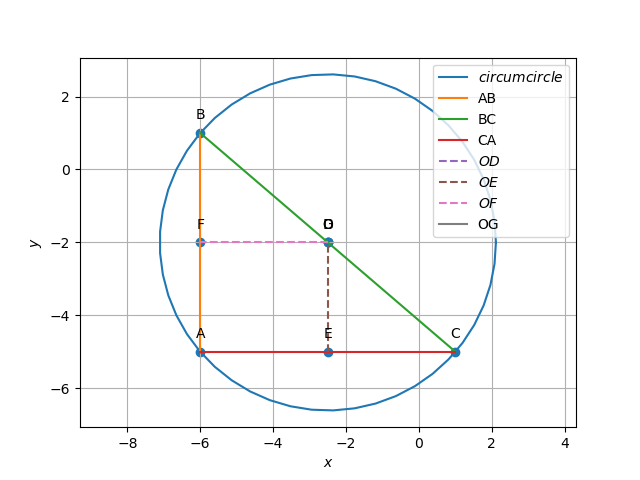 circumcircle
AB
BC
CA
OD
OE
OF
OG
B
F
A
E
C
2
0
−2
−4
−6
y
−8
−6
−4
−2
0
2
4
x